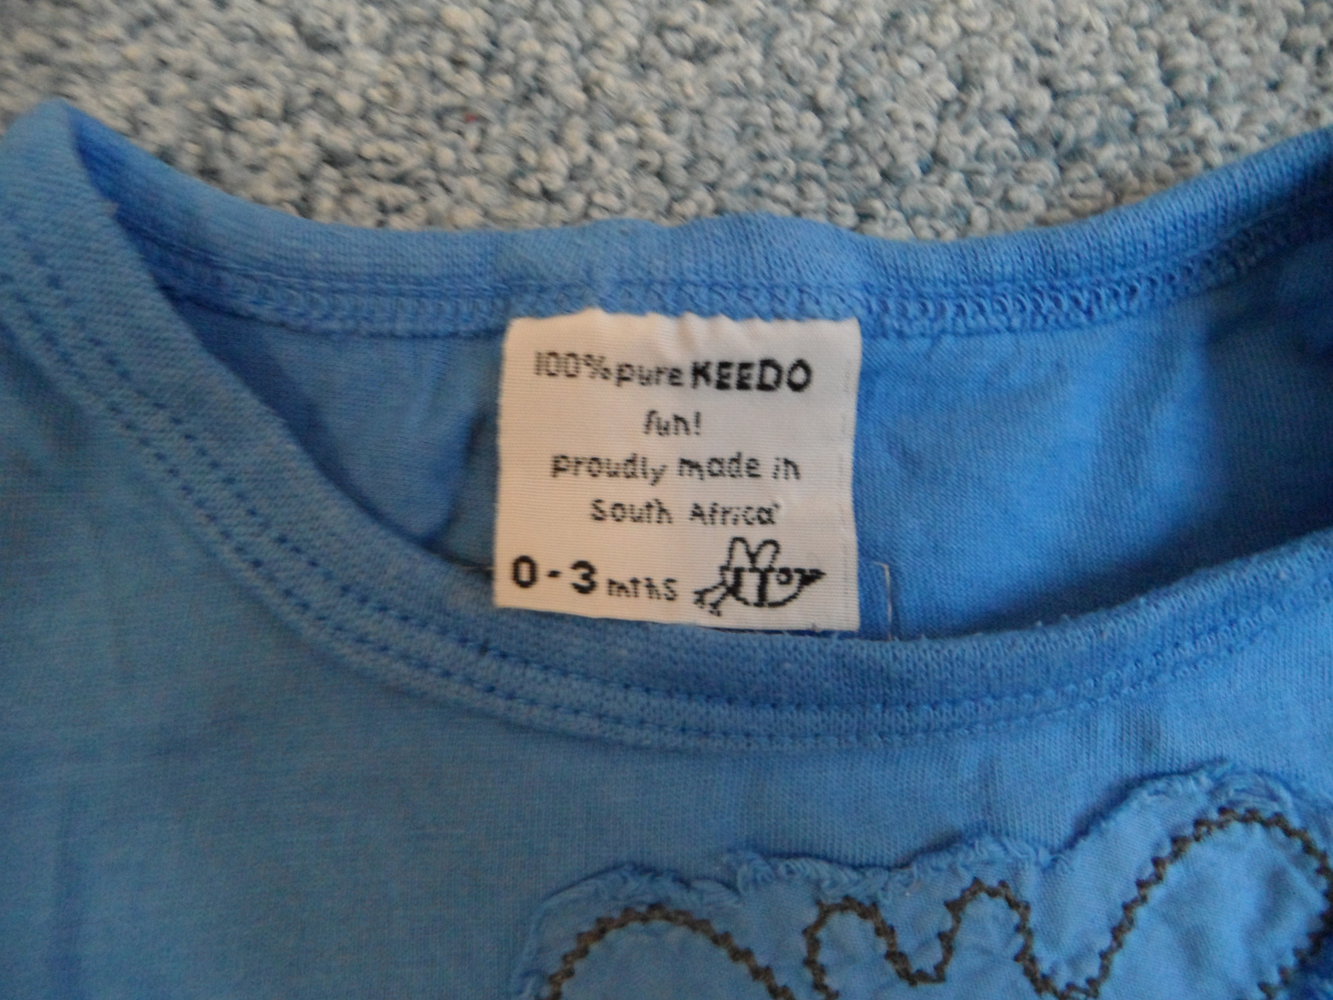 100% pure KEEDO
fun!
proudly made in
South Africa
0 - 3 mths